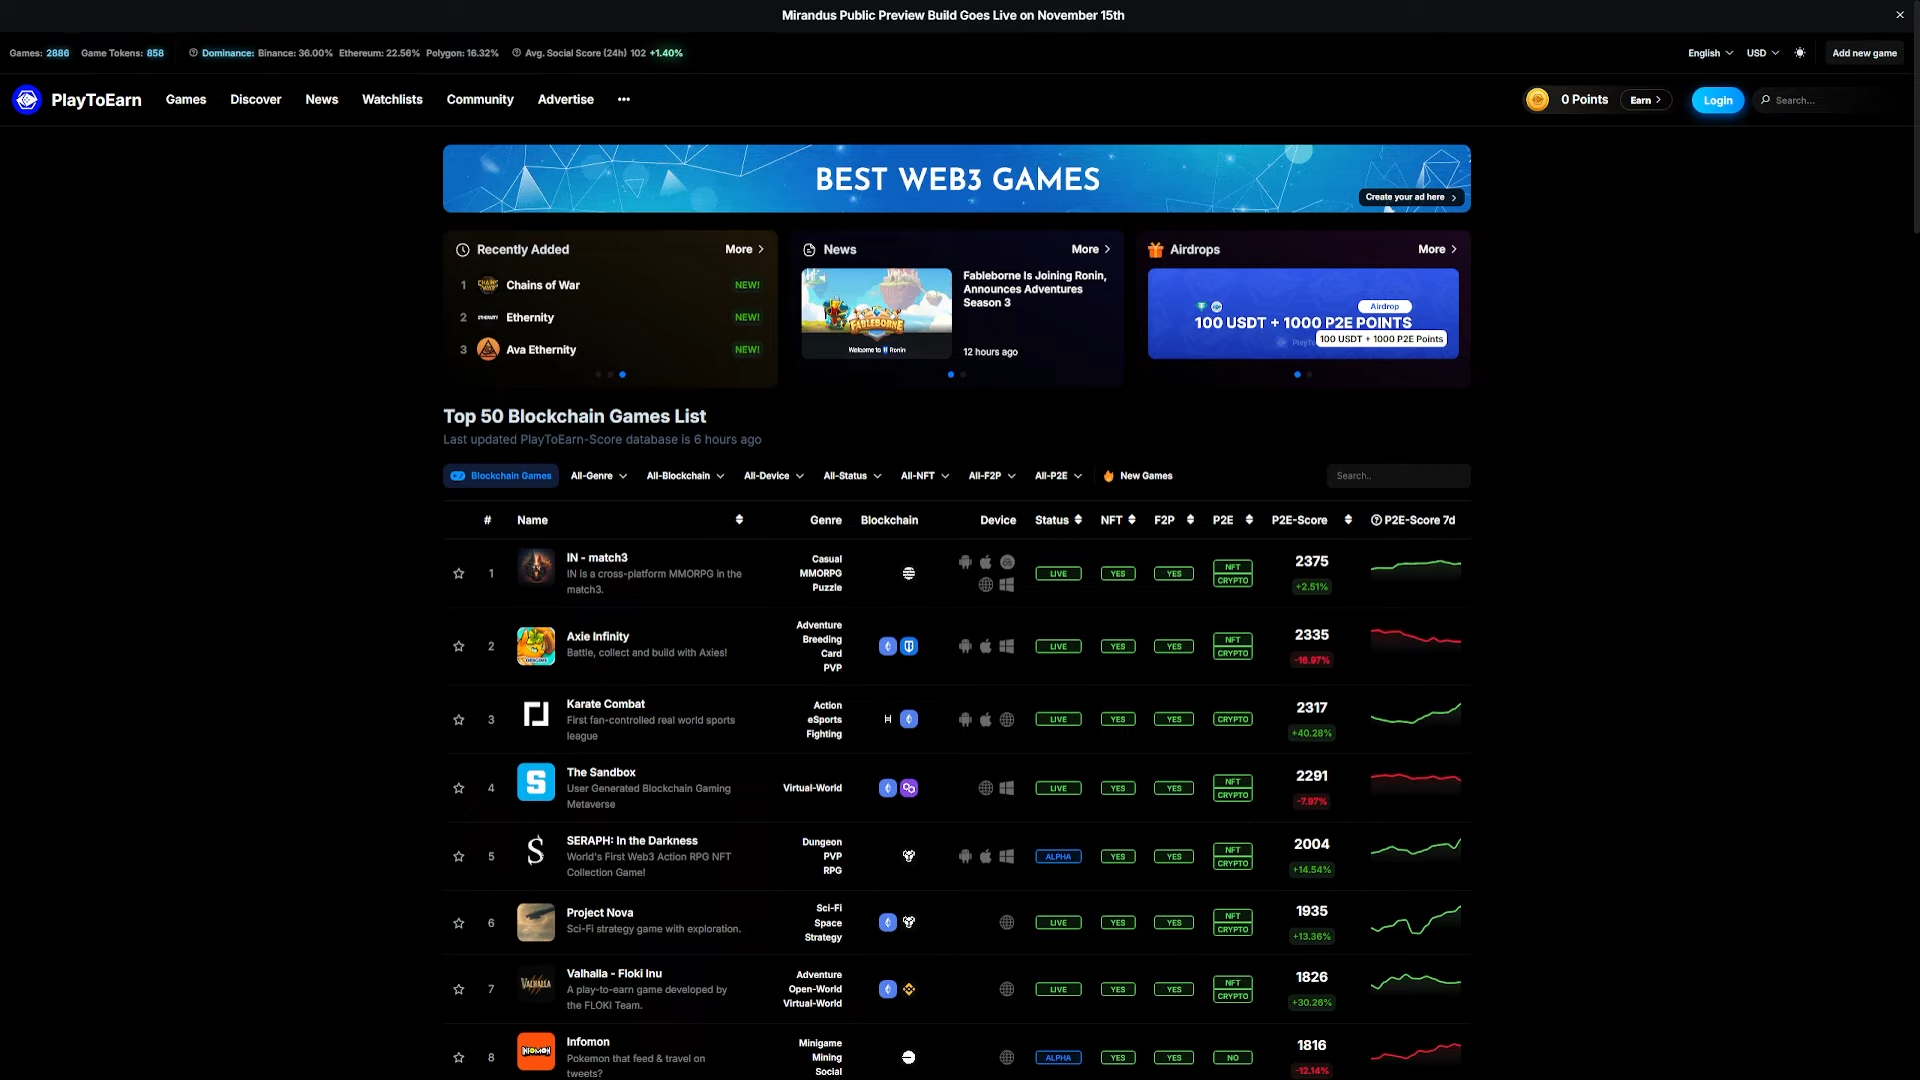 Mirandus Public Preview Build Goes Live on November 15th
Games: 2886 Game Tokens: 858 Dominance: Binance: 36.00% Ethereum: 22.56% Polygon: 16.32% Avg. Social Score (24h) 102 +1.40%
English USD Add new game
PlayToEarn Games Discover News Watchlists Community Advertise ••• 0 Points Earn Login Search...
BEST WEB3 GAMES
Create your ad here
Recently Added More
1 Chains of War NEW!
2 Ethernity NEW!
3 Ava Ethernity NEW!
News More
FABLEBORNE
Welcome to Ronin
Fableborne Is Joining Ronin,
Announces Adventures
Season 3
12 hours ago
Airdrops More
Airdrop
100 USDT + 1000 P2E POINTS
100 USDT + 1000 P2E Points
Top 50 Blockchain Games List
Last updated PlayToEarn-Score database is 6 hours ago
Blockchain Games All-Genre All-Blockchain All-Device All-Status All-NFT All-F2P All-P2E New Games Search..
# Name Genre Blockchain Device Status NFT F2P P2E P2E-Score P2E-Score 7d
1 IN - match3
IN is a cross-platform MMORPG in the
match3.
Casual
MMORPG
Puzzle
LIVE YES YES NFT CRYPTO 2375 +2.51%
2 Axie Infinity
Battle, collect and build with Axies!
Adventure
Breeding
Card
PVP
LIVE YES YES NFT CRYPTO 2335 -16.97%
3 Karate Combat
First fan-controlled real world sports
league
Action
eSports
Fighting
LIVE YES YES CRYPTO 2317 +40.28%
4 The Sandbox
User Generated Blockchain Gaming
Metaverse
Virtual-World
LIVE YES YES NFT CRYPTO 2291 -7.97%
5 SERAPH: In the Darkness
World's First Web3 Action RPG NFT
Collection Game!
Dungeon
PVP
RPG
ALPHA YES YES NFT CRYPTO 2004 +14.54%
6 Project Nova
Sci-Fi strategy game with exploration.
Sci-Fi
Space
Strategy
LIVE YES YES NFT CRYPTO 1935 +13.36%
7 VALHALLA Valhalla - Floki Inu
A play-to-earn game developed by
the FLOKI Team.
Adventure
Open-World
Virtual-World
LIVE YES YES NFT CRYPTO 1826 +30.26%
8 INFOMON Infomon
Pokemon that feed & travel on
tweets?
Minigame
Mining
Social
ALPHA YES YES NO 1816 -12.14%